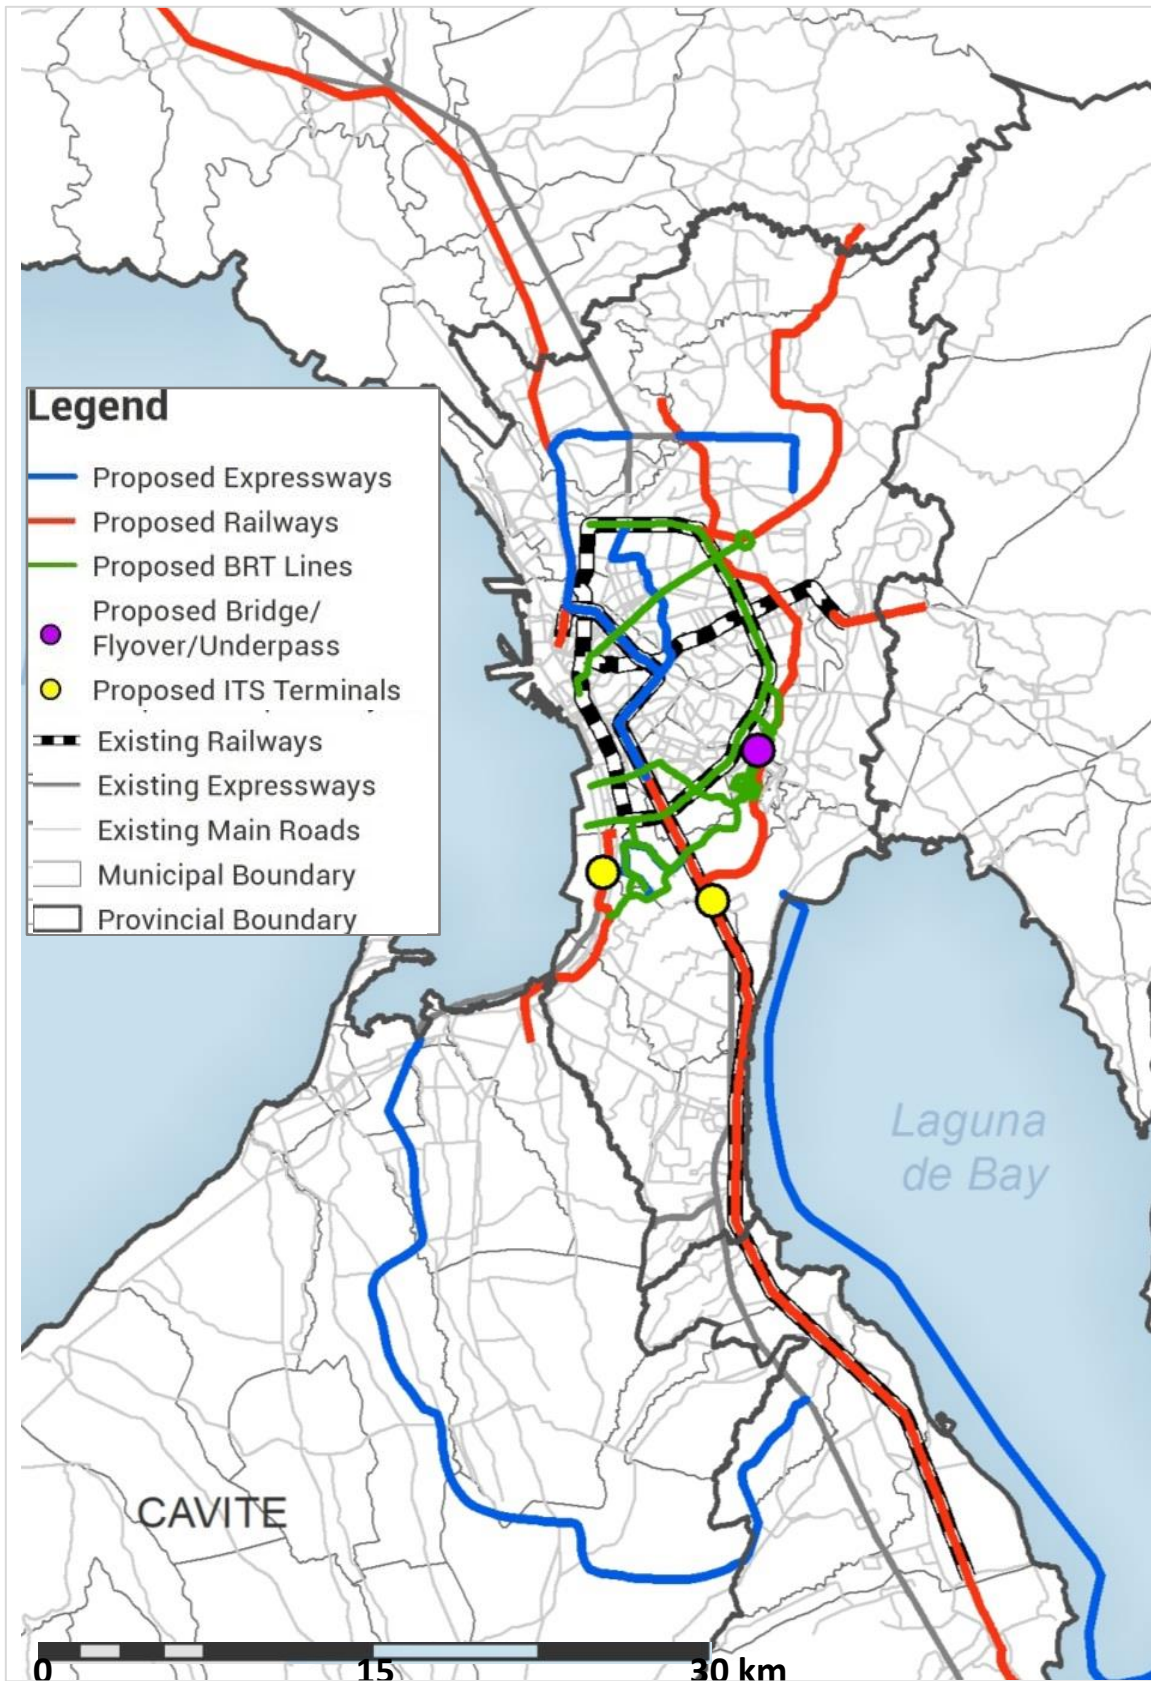 Legend
Proposed Expressways
Proposed Railways
Proposed BRT Lines
Proposed Bridge/
Flyover/Underpass
Proposed ITS Terminals
Existing Railways
Existing Expressways
Existing Main Roads
Municipal Boundary
Provincial Boundary
Laguna
de Bay
CAVITE
0 15 30 km